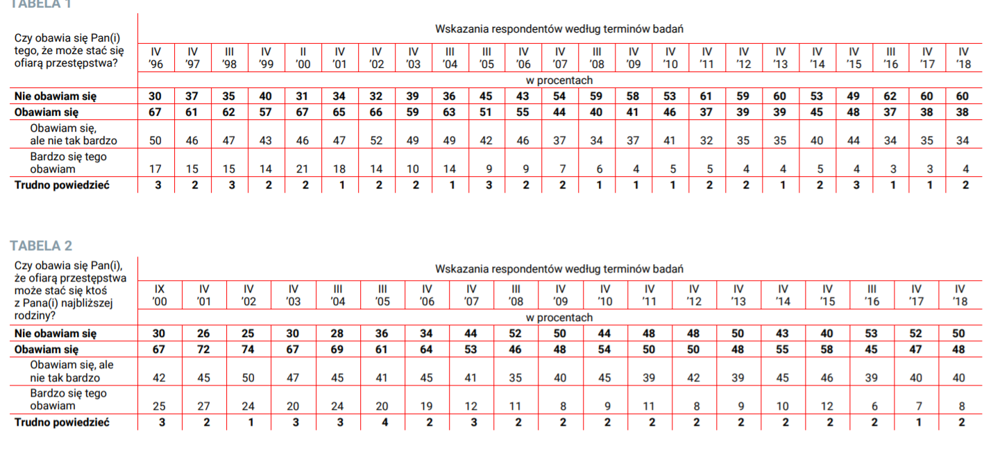 TABELA 1
Czy obawia się Pan(i)
tego, że może stać się
ofiarą przestępstwa?
Wskazania respondentów według terminów badań
IV IV III IV II IV IV IV III III IV IV III IV IV IV IV IV IV IV III IV IV
'96 '97 '98 '99 '00 '01 '02 '03 '04 '05 '06 '07 '08 '09 '10 '11 '12 '13 '14 '15 '16 '17 '18
w procentach
Nie obawiam się 30 37 35 40 31 34 32 39 36 45 43 54 59 58 53 61 59 60 53 49 62 60 60
Obawiam się 67 61 62 57 67 65 66 59 63 51 55 44 40 41 46 37 39 39 45 48 37 38 38
Obawiam się,
ale nie tak bardzo 50 46 47 43 46 47 52 49 49 42 46 37 34 37 41 32 35 35 40 44 34 35 34
Bardzo się tego
obawiam 17 15 15 14 21 18 14 10 14 9 9 7 6 4 5 5 4 4 5 4 3 3 4
Trudno powiedzieć 3 2 3 2 2 1 2 2 1 3 2 2 1 1 1 2 2 1 2 3 1 1 2
TABELA 2
Czy obawia się Pan(i),
że ofiarą przestępstwa
może stać się ktoś
z Pana(i) najbliższej
rodziny?
Wskazania respondentów według terminów badań
IX IV IV IV III III IV IV III IV IV IV IV IV IV IV III IV IV
'00 '01 '02 '03 '04 '05 '06 '07 '08 '09 '10 '11 '12 '13 '14 '15 '16 '17 '18
w procentach
Nie obawiam się 30 26 25 30 28 36 34 44 52 50 44 48 48 50 43 40 53 52 50
Obawiam się 67 72 74 67 69 61 64 53 46 48 54 50 50 48 55 58 45 47 48
Obawiam się, ale
nie tak bardzo 42 45 50 47 45 41 45 41 35 40 45 39 42 39 45 46 39 40 40
Bardzo się tego
obawiam 25 27 24 20 24 20 19 12 11 8 9 11 8 9 10 12 6 7 8
Trudno powiedzieć 3 2 1 3 3 4 2 3 2 2 2 2 2 2 2 2 2 1 2